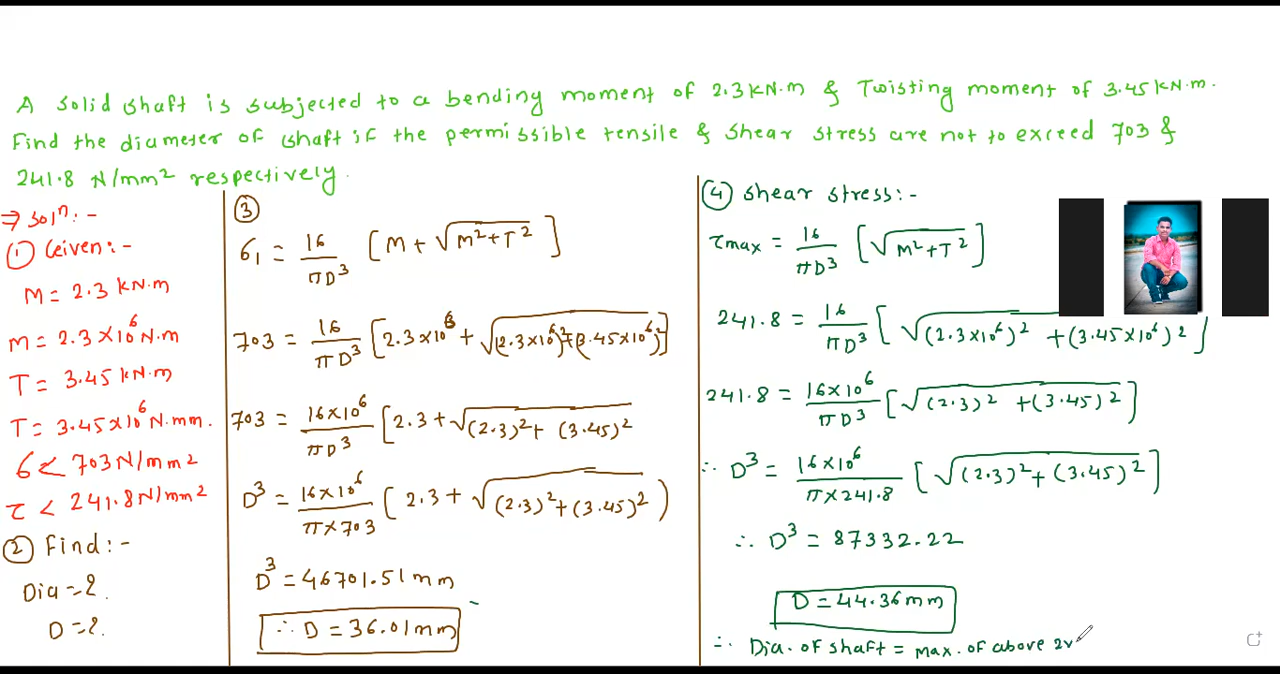 A solid shaft is subjected to a bending moment of 2.3 kN.m & Twisting moment of 3.45 kN.m.
Find the diameter of shaft if the permissible tensile & shear stress are not to exceed 703 &
241.8 N/mm² respectively.
⇒ Solⁿ:-
① Given:-
M = 2.3 kN.m
M = 2.3×10⁶ N.m
T = 3.45 kN.m
T = 3.45×10⁶ N.mm.
6 < 703 N/mm²
τ < 241.8 N/mm²
② Find:-
Dia = ?.
D = ?.
③
6₁ = 16/πD³ [M + √M²+T²]
703 = 16/πD³ [2.3×10⁶ + √(2.3×10⁶)²+(3.45×10⁶)²]
703 = 16×10⁶/πD³ [2.3 + √(2.3)² + (3.45)²
D³ = 16×10⁶/π×703 [2.3 + √(2.3)²+(3.45)²)
D³ = 46701.51 mm
∴ D = 36.01 mm
④ Shear stress:-
τmax = 16/πD³ [√M²+T²]
241.8 = 16/πD³ [√(2.3×10⁶)² + (3.45×10⁶)²]
241.8 = 16×10⁶/πD³ [√(2.3)² + (3.45)²]
∴ D³ = 16×10⁶/π×241.8 [√(2.3)² + (3.45)²]
∴ D³ = 87332.22
D = 44.36 mm
∴ Dia. of shaft = max. of above 2v